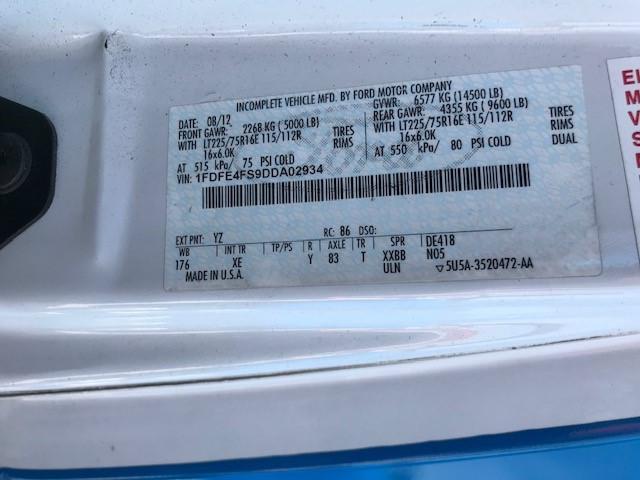 INCOMPLETE VEHICLE MFD. BY FORD MOTOR COMPANY
DATE: 08/12 GVWR: 6577 KG (14500 LB)
FRONT GAWR: 2268 KG (5000 LB) REAR GAWR: 4355 KG (9600 LB)
WITH LT225/75R16E 115/112R TIRES WITH LT225/75R16E 115/112R TIRES
16x6.0K RIMS 16x6.0K RIMS
AT 515 kPa/ 75 PSI COLD AT 550 kPa/ 80 PSI COLD DUAL
VIN: 1FDFE4FS9DDA02934
EXT PNT: YZ RC: 86 DSO:
WB INT TR TP/PS R AXLE TR SPR DE418
176 XE Y 83 T XXBB N05
MADE IN U.S.A. ULN ▽5U5A-3520472-AA